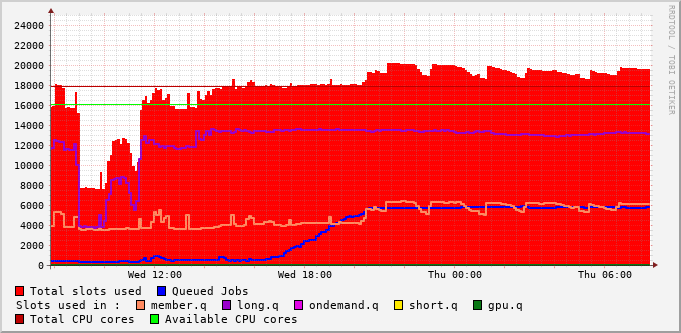 RRDTOOL / TOBI OETIKER
24000
22000
20000
18000
16000
14000
12000
10000
8000
6000
4000
2000
0
Wed 12:00 Wed 18:00 Thu 00:00 Thu 06:00
Total slots used Queued Jobs
Slots used in : member.q long.q ondemand.q short.q gpu.q
Total CPU cores Available CPU cores